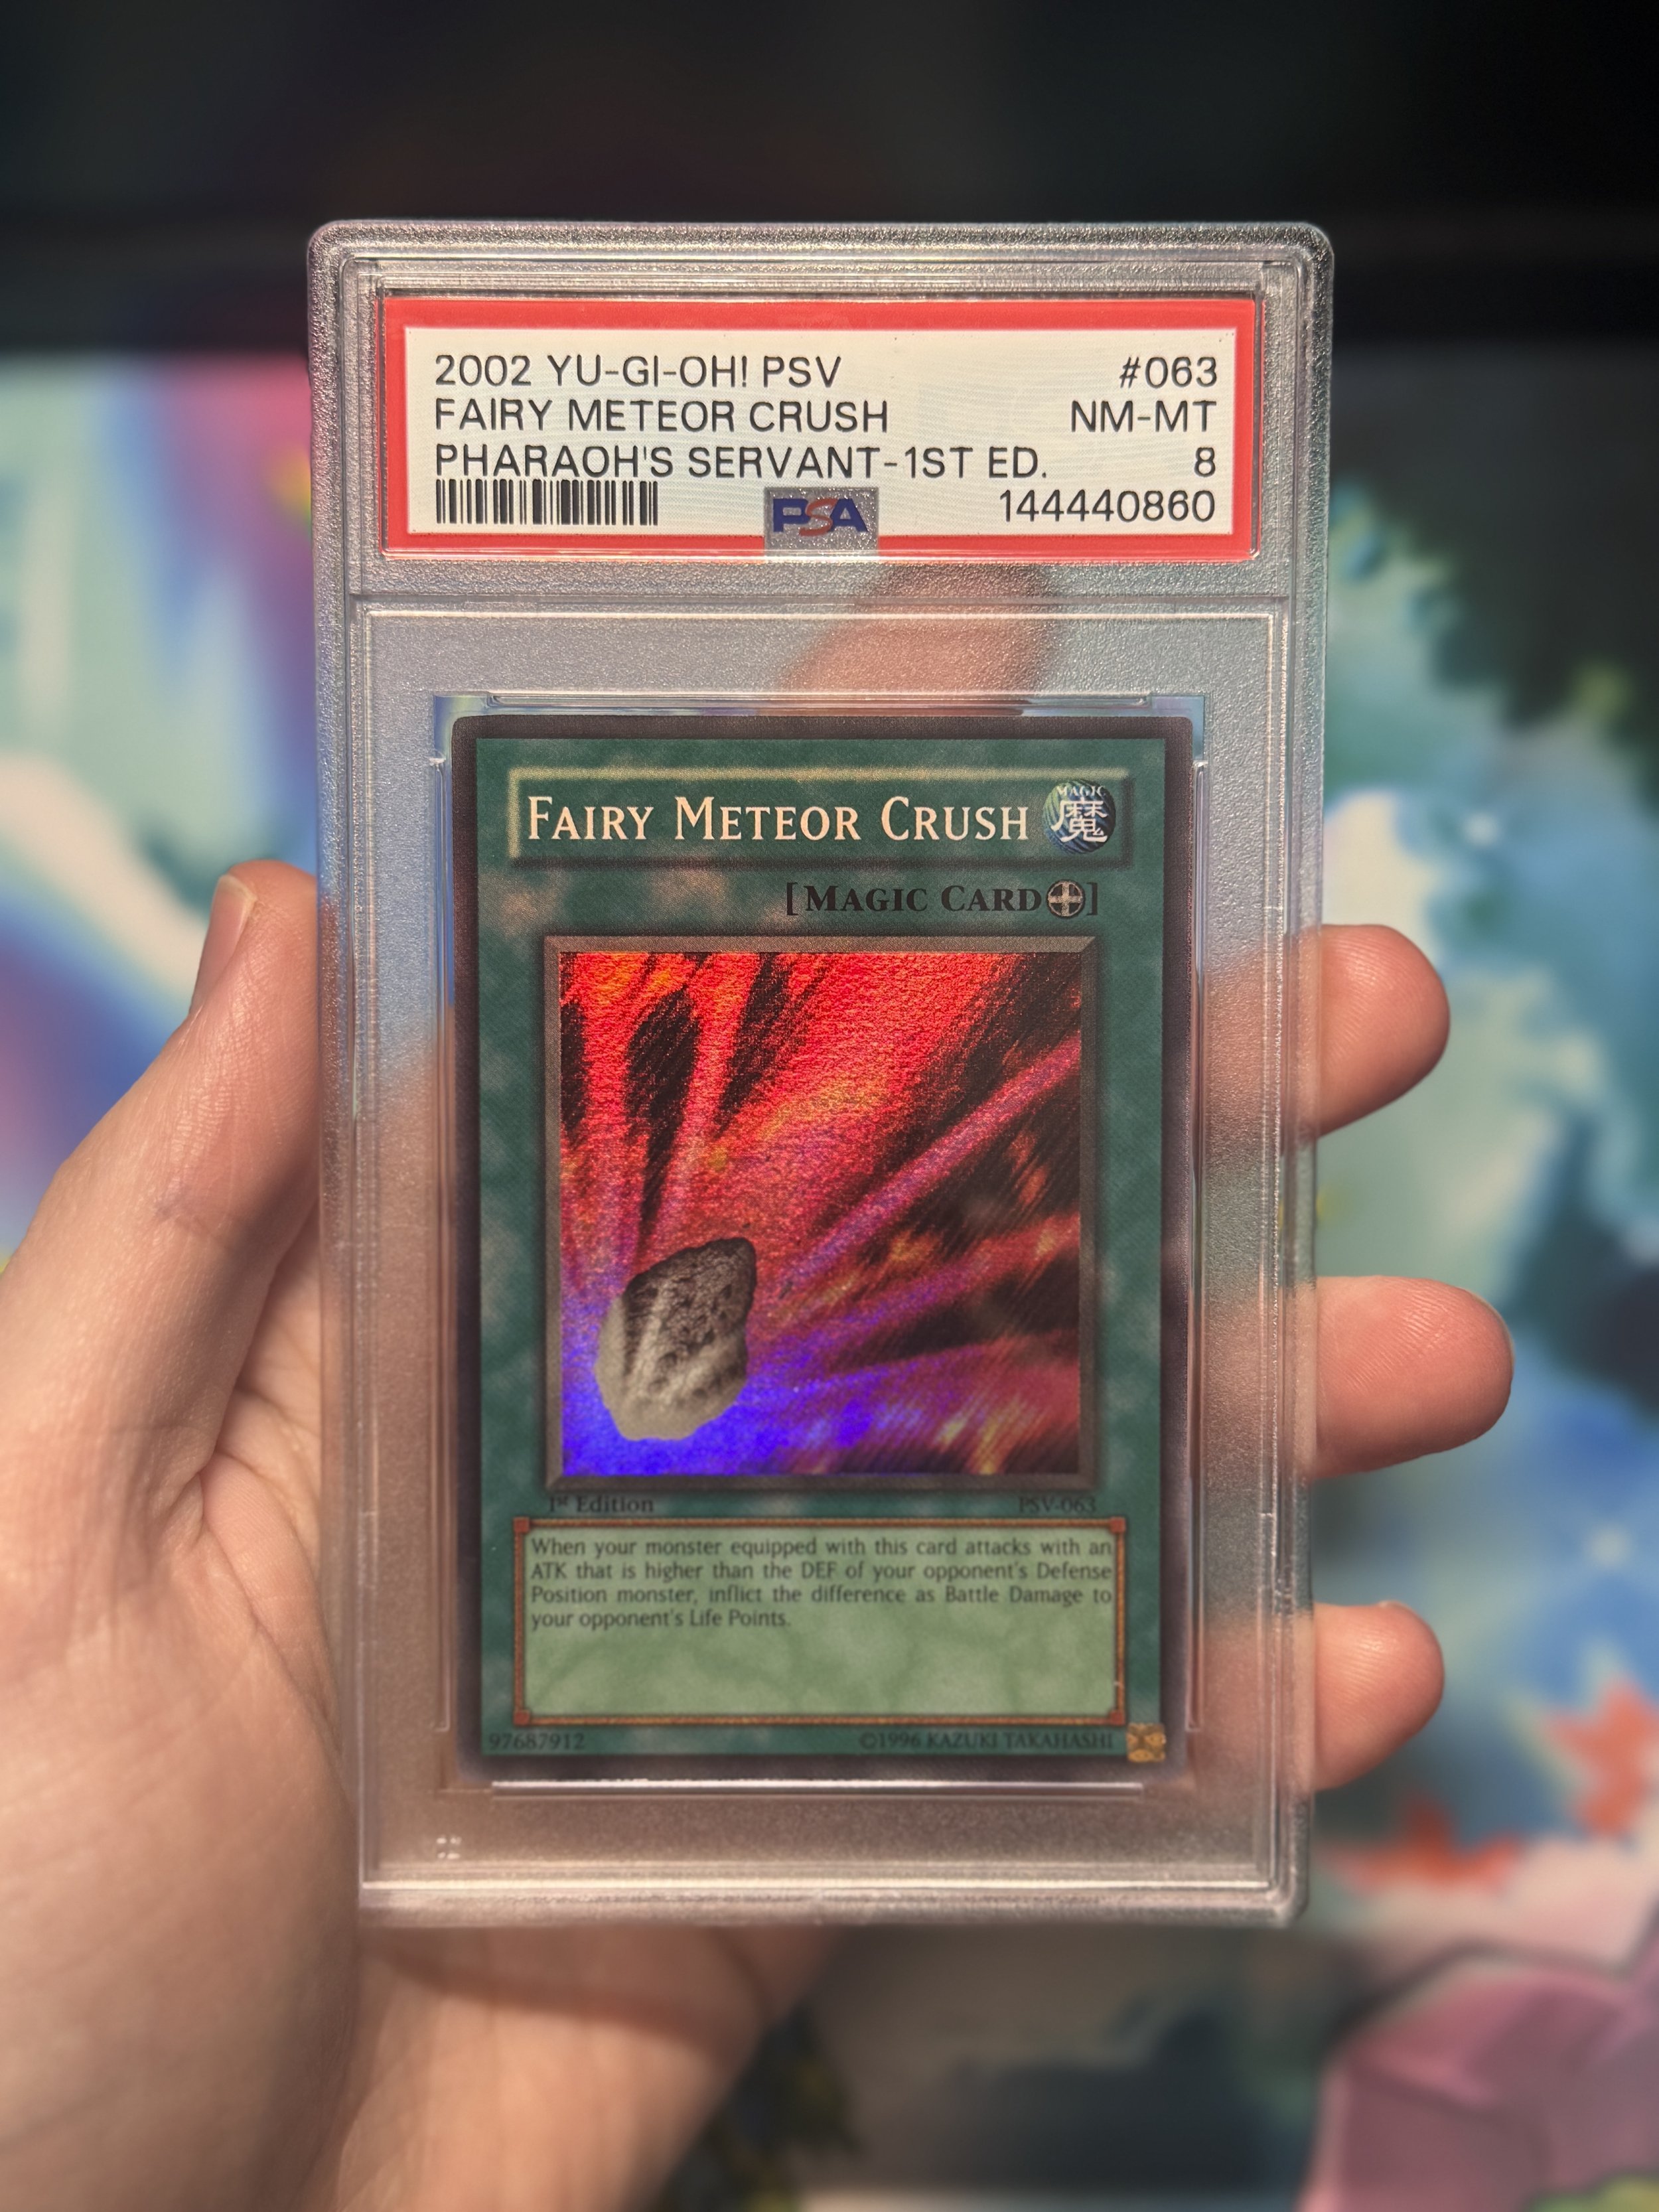 2002 YU-GI-OH! PSV #063
FAIRY METEOR CRUSH NM-MT
PHARAOH'S SERVANT-1ST ED. 8
PSA 144440860
FAIRY METEOR CRUSH MAGIC 魔
[MAGIC CARD]
1st Edition PSV-063
When your monster equipped with this card attacks with an
ATK that is higher than the DEF of your opponent's Defense
Position monster, inflict the difference as Battle Damage to
your opponent's Life Points.
97687912 ©1996 KAZUKI TAKAHASHI